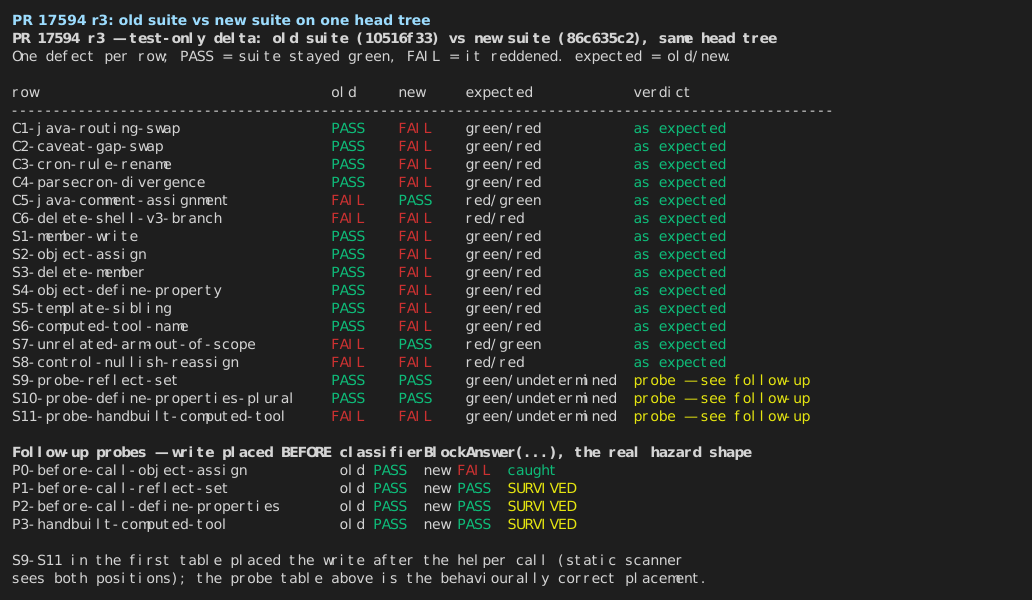 PR 17594 r3: old suite vs new suite on one head tree
PR 17594 r3 — test-only delta: old suite (10516f33) vs new suite (86c635c2), same head tree
One defect per row, PASS = suite stayed green, FAIL = it reddened. expected = old/new.
row old new expected verdict
----------------------------------------------------------------------------------------------------
C1-java-routing-swap PASS FAIL green/red as expected
C2-caveat-gap-swap PASS FAIL green/red as expected
C3-cron-rule-rename PASS FAIL green/red as expected
C4-parsecron-divergence PASS FAIL green/red as expected
C5-java-comment-assignment FAIL PASS red/green as expected
C6-delete-shell-v3-branch FAIL FAIL red/red as expected
S1-member-write PASS FAIL green/red as expected
S2-object-assign PASS FAIL green/red as expected
S3-delete-member PASS FAIL green/red as expected
S4-object-define-property PASS FAIL green/red as expected
S5-template-sibling PASS FAIL green/red as expected
S6-computed-tool-name PASS FAIL green/red as expected
S7-unrelated-arm-out-of-scope FAIL PASS red/green as expected
S8-control-nullish-reassign FAIL FAIL red/red as expected
S9-probe-reflect-set PASS PASS green/undetermined probe — see follow-up
S10-probe-define-properties-plural PASS PASS green/undetermined probe — see follow-up
S11-probe-handbuilt-computed-tool FAIL FAIL green/undetermined probe — see follow-up
Follow-up probes — write placed BEFORE classifierBlockAnswer(...), the real hazard shape
P0-before-call-object-assign old PASS new FAIL caught
P1-before-call-reflect-set old PASS new PASS SURVIVED
P2-before-call-define-properties old PASS new PASS SURVIVED
P3-handbuilt-computed-tool old PASS new PASS SURVIVED
S9-S11 in the first table placed the write after the helper call (static scanner
sees both positions); the probe table above is the behaviourally correct placement.